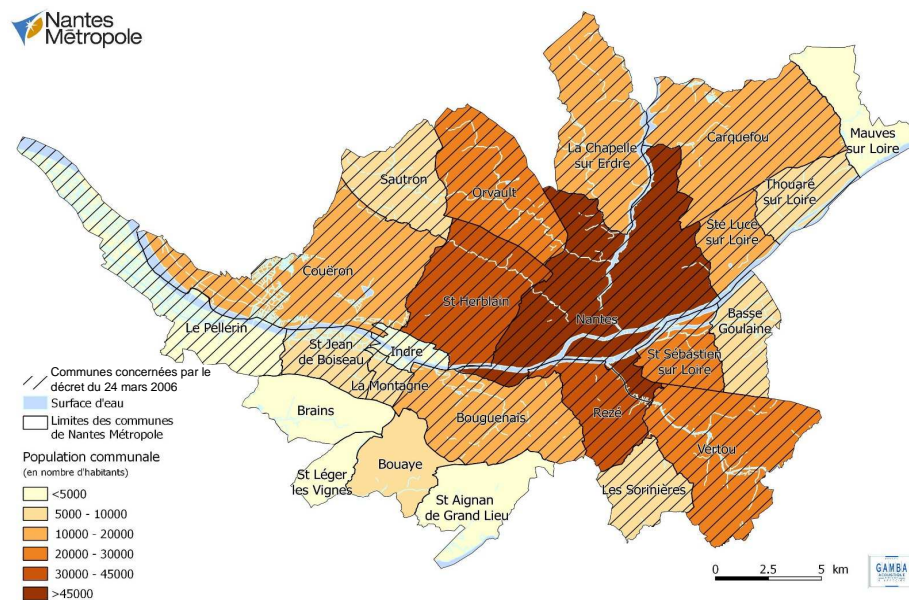 Nantes
Métropole
La Chapelle
sur Erdre
Carquefou
Mauves
sur Loire
Sautron
Orvault
Thouaré
sur Loire
Sté Luce
sur Loire
Couëron
St Herblain
Nantes
Basse
Goulaine
Le Pellerin
St Jean
de Boiseau
Indre
St Sébastien
sur Loire
La Montagne
Brains
Bouguenais
Rezé
Vertou
St Léger
les Vignes
Bouaye
St Aignan
de Grand Lieu
Les Sorinières
Communes concernées par le
décret du 24 mars 2006
Surface d'eau
Limites des communes
de Nantes Métropole
Population communale
(en nombre d'habitants)
<5000
5000 - 10000
10000 - 20000
20000 - 30000
30000 - 45000
>45000
0 2.5 5 km
GAMBA